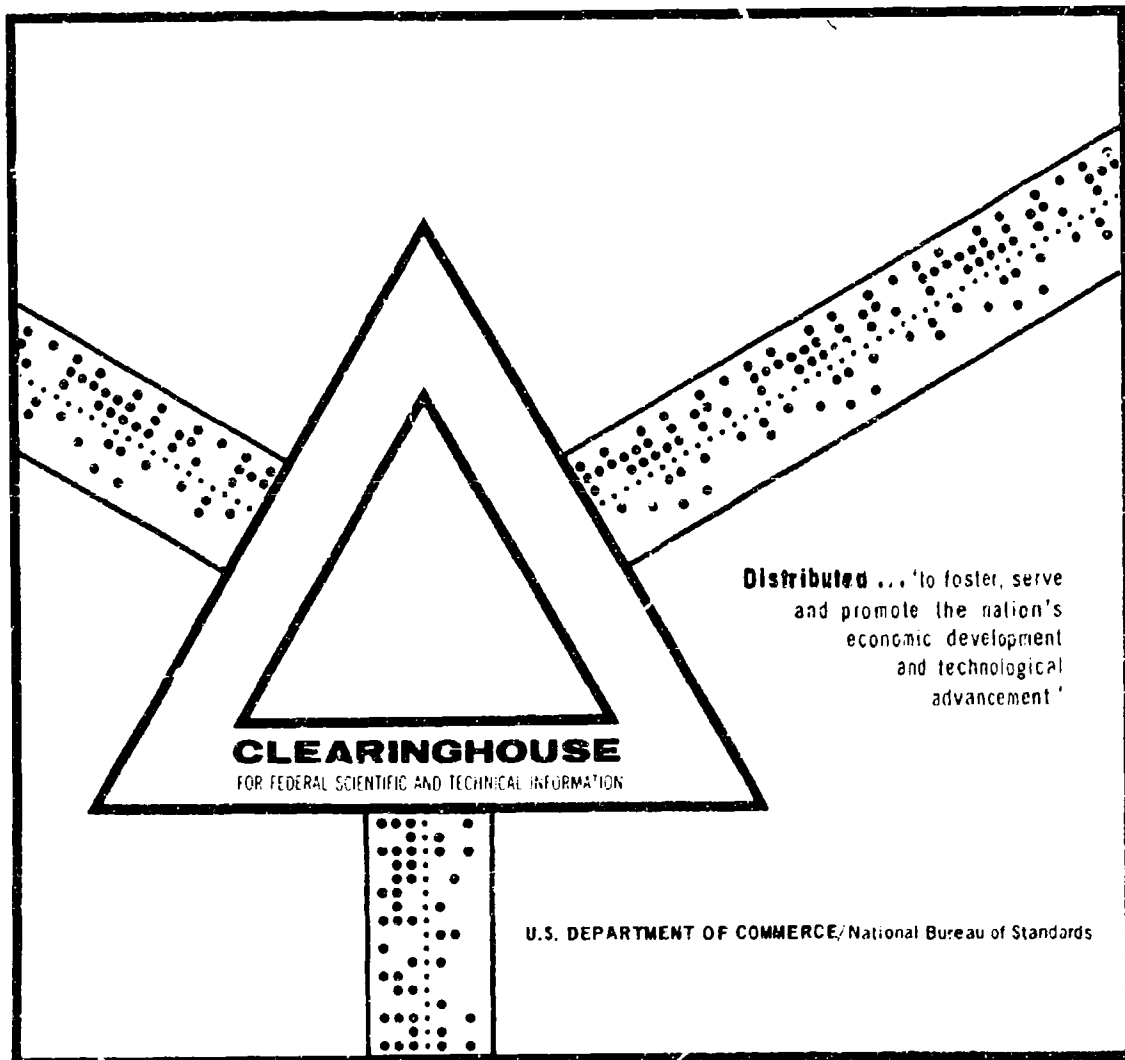 Distributed ... 'to foster, serve
and promote the nation's
economic development
and technological
advancement'
CLEARINGHOUSE
FOR FEDERAL SCIENTIFIC AND TECHNICAL INFORMATION
U.S. DEPARTMENT OF COMMERCE/National Bureau of Standards